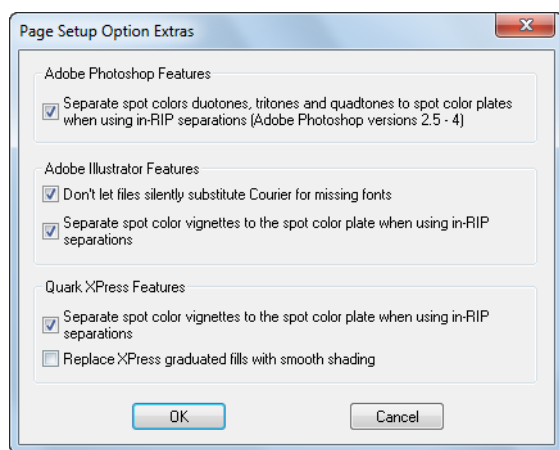 Page Setup Option Extras
Adobe Photoshop Features
Separate spot colors duotones, tritones and quadtones to spot color plates
when using in-RIP separations (Adobe Photoshop versions 2.5 - 4)
Adobe Illustrator Features
Don't let files silently substitute Courier for missing fonts
Separate spot color vignettes to the spot color plate when using in-RIP
separations
Quark XPress Features
Separate spot color vignettes to the spot color plate when using in-RIP
separations
Replace XPress graduated fills with smooth shading
OK Cancel